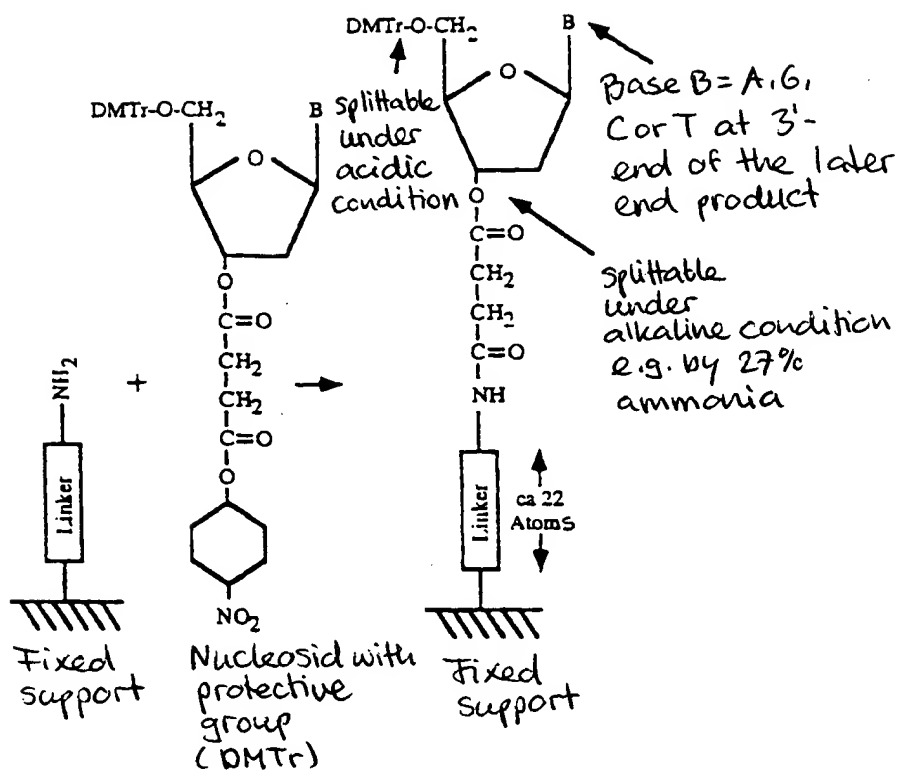 DMTr-O-CH₂ B
O
O
C=O
CH₂
CH₂
C=O
O
NO₂
NH₂
Linker
+
Fixed
support
Nucleosid with
protective
group
(DMTr)
DMTr-O-CH₂ B
O
O
C=O
CH₂
CH₂
C=O
NH
Linker
ca 22
Atoms
Fixed
support
splittable
under
acidic
condition
Base B = A, G,
C or T at 3'-
end of the later
end product
splittable
under
alkaline condition
e.g. by 27%
ammonia